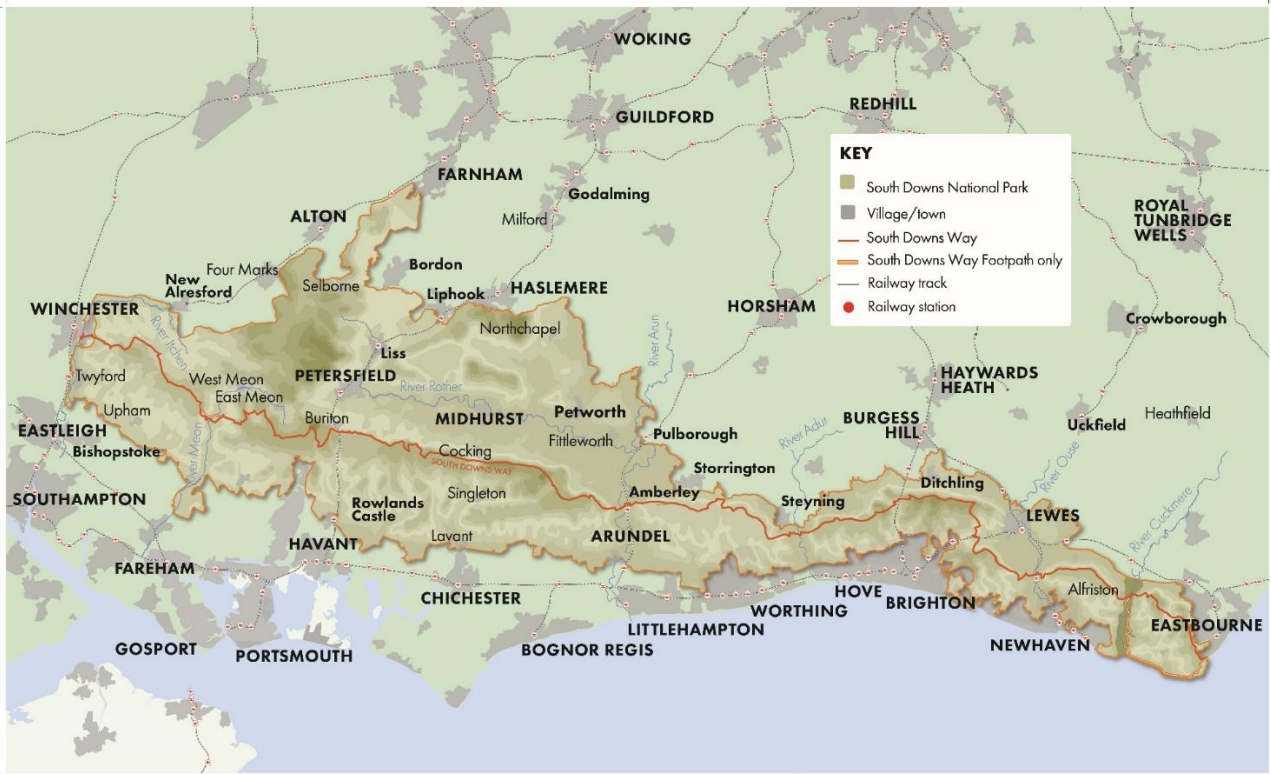 WOKING
GUILDFORD
REDHILL
KEY
South Downs National Park
Village/town
South Downs Way
South Downs Way Footpath only
Railway track
Railway station
FARNHAM
Godalming
Milford
ALTON
ROYAL
TUNBRIDGE
WELLS
Four Marks
Bordon
New
Alresford
Selborne
Liphook
HASLEMERE
HORSHAM
WINCHESTER
River Itchen
Northchapel
River Arun
Crowborough
Liss
Twyford
West Meon
East Meon
PETERSFIELD
River Rother
HAYWARDS
HEATH
Upham
Buriton
MIDHURST
Petworth
BURGESS
HILL
Heathfield
Uckfield
EASTLEIGH
Bishopstoke
River Meon
Fittleworth
Pulborough
River Adur
Cocking
SOUTH DOWNS WAY
Storrington
River Ouse
SOUTHAMPTON
Singleton
Amberley
Steyning
Ditchling
Rowlands
Castle
LEWES
River Cuckmere
HAVANT
Lavant
ARUNDEL
FAREHAM
CHICHESTER
HOVE
BRIGHTON
WORTHING
Alfriston
EASTBOURNE
LITTLEHAMPTON
NEWHAVEN
GOSPORT
PORTSMOUTH
BOGNOR REGIS